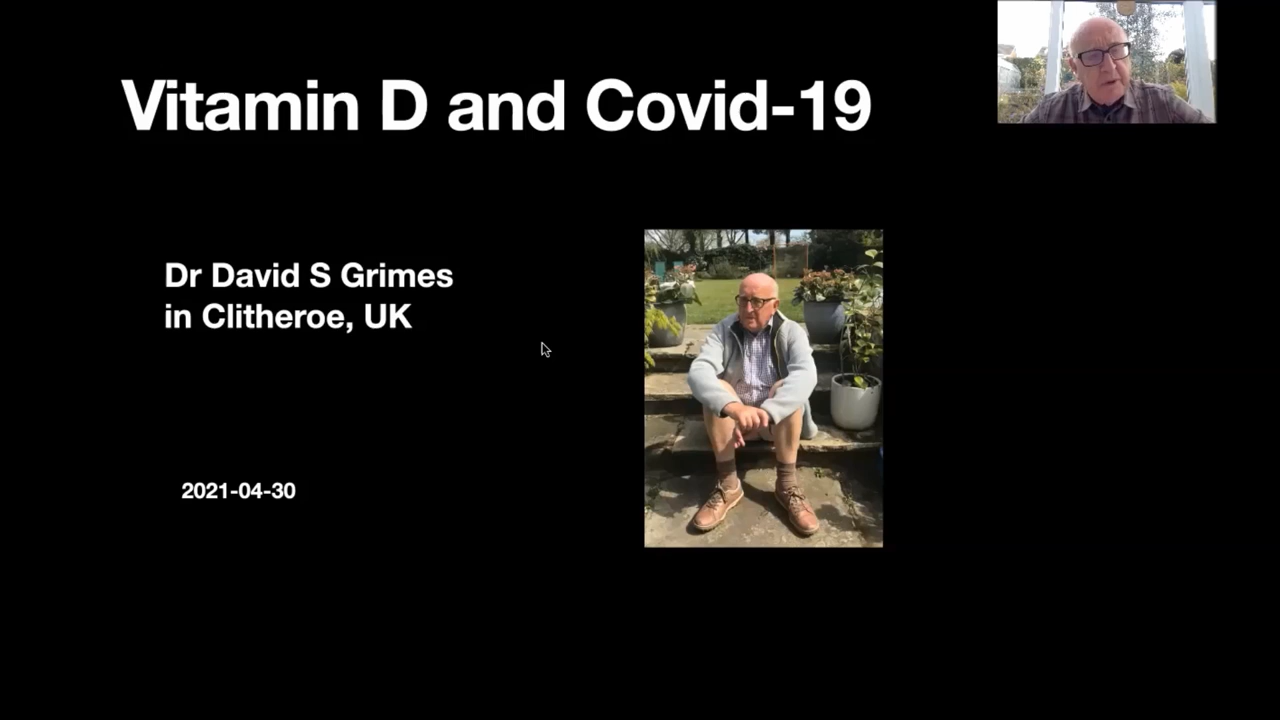 Vitamin D and Covid-19
Dr David S Grimes
in Clitheroe, UK
2021-04-30